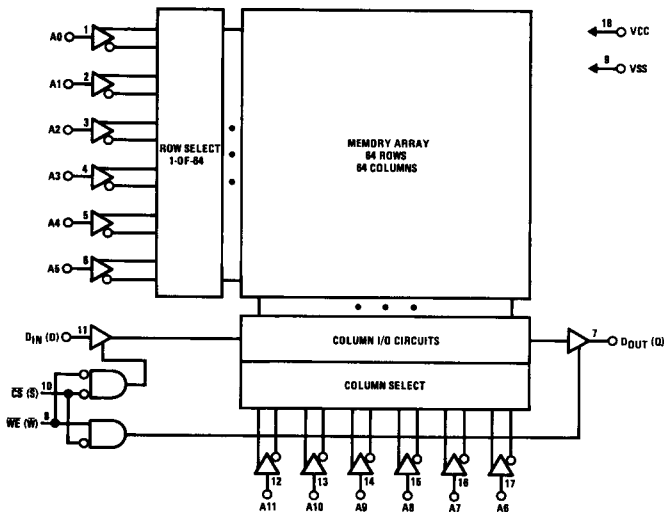 A0 1
A1 2
A2 3
A3 4
A4 5
A5 6
ROW SELECT
1-OF-64
MEMORY ARRAY
64 ROWS
64 COLUMNS
18 VCC
9 VSS
DIN (D) 11
C̅S̅ (S̅) 10
W̅E̅ (W̅) 8
COLUMN I/O CIRCUITS
COLUMN SELECT
7 DOUT (Q)
12 13 14 15 16 17
A11 A10 A9 A8 A7 A6